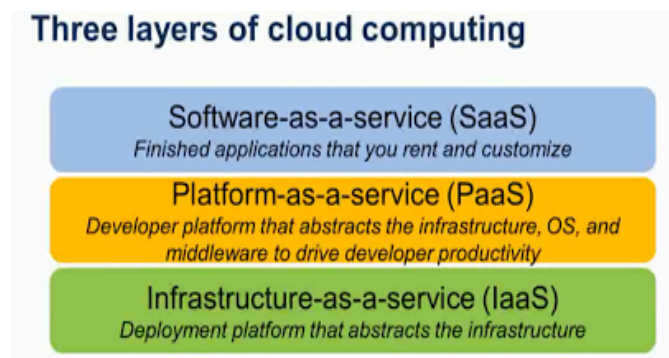 Three layers of cloud computing
Software-as-a-service (SaaS)
Finished applications that you rent and customize
Platform-as-a-service (PaaS)
Developer platform that abstracts the infrastructure, OS, and
middleware to drive developer productivity
Infrastructure-as-a-service (IaaS)
Deployment platform that abstracts the infrastructure